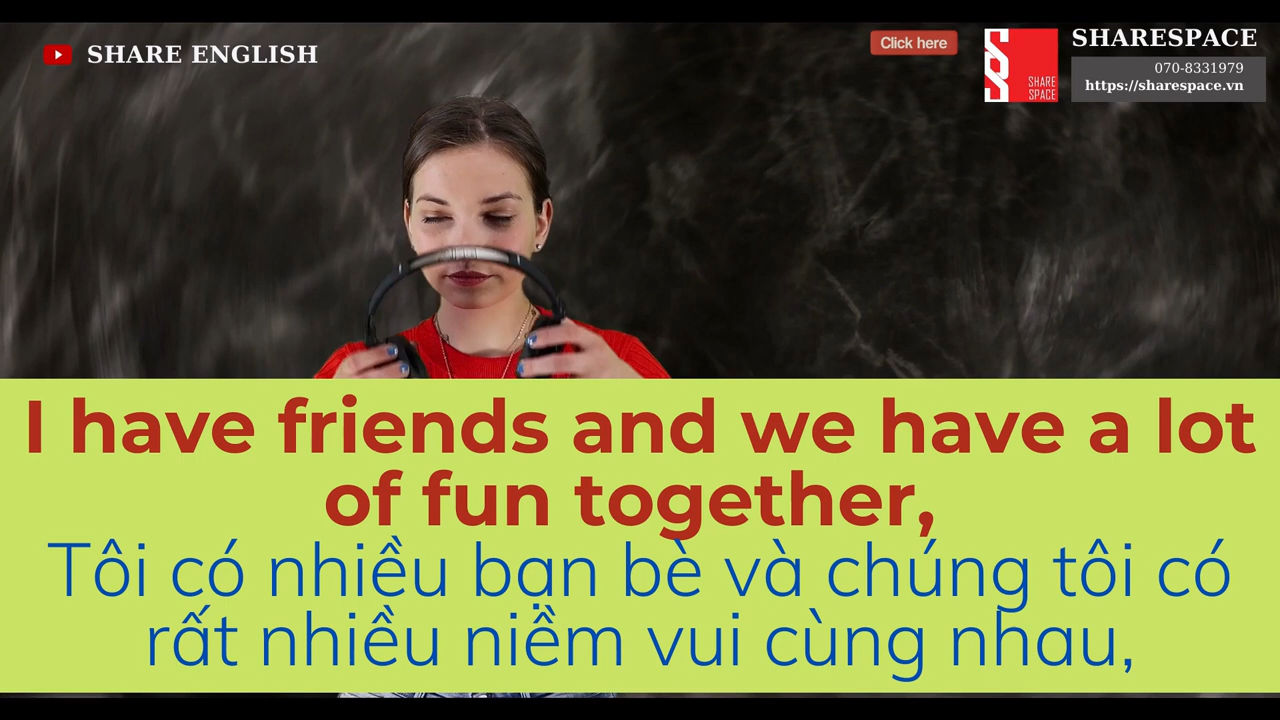 SHARE ENGLISH
Click here
SHARE
SPACE
SHARESPACE
070-8331979
https://sharespace.vn
I have friends and we have a lot
of fun together,
Tôi có nhiều bạn bè và chúng tôi có
rất nhiều niềm vui cùng nhau,